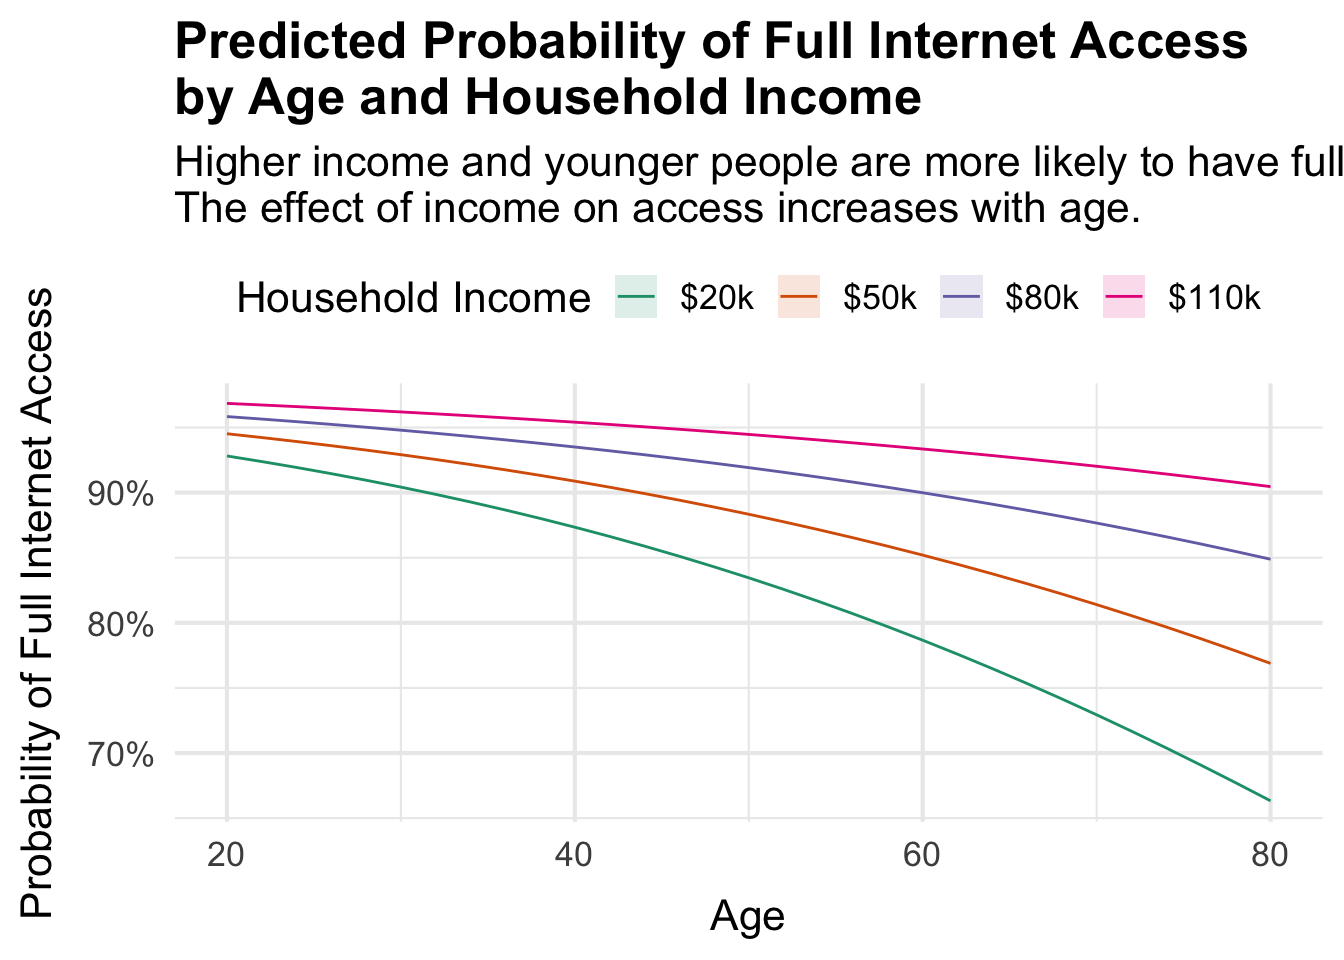 Predicted Probability of Full Internet Access
by Age and Household Income
Higher income and younger people are more likely to have full
The effect of income on access increases with age.
Household Income $20k $50k $80k $110k
Probability of Full Internet Access
90%
80%
70%
20 40 60 80
Age